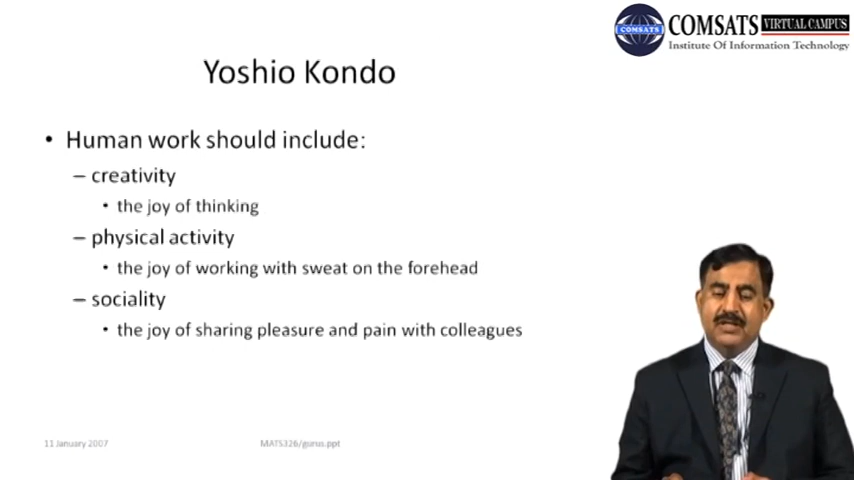 COMSATS VIRTUAL CAMPUS
COMSATS
Institute Of Information Technology
Yoshio Kondo
• Human work should include:
– creativity
• the joy of thinking
– physical activity
• the joy of working with sweat on the forehead
– sociality
• the joy of sharing pleasure and pain with colleagues
11 January 2007
MATS326/gurus.ppt